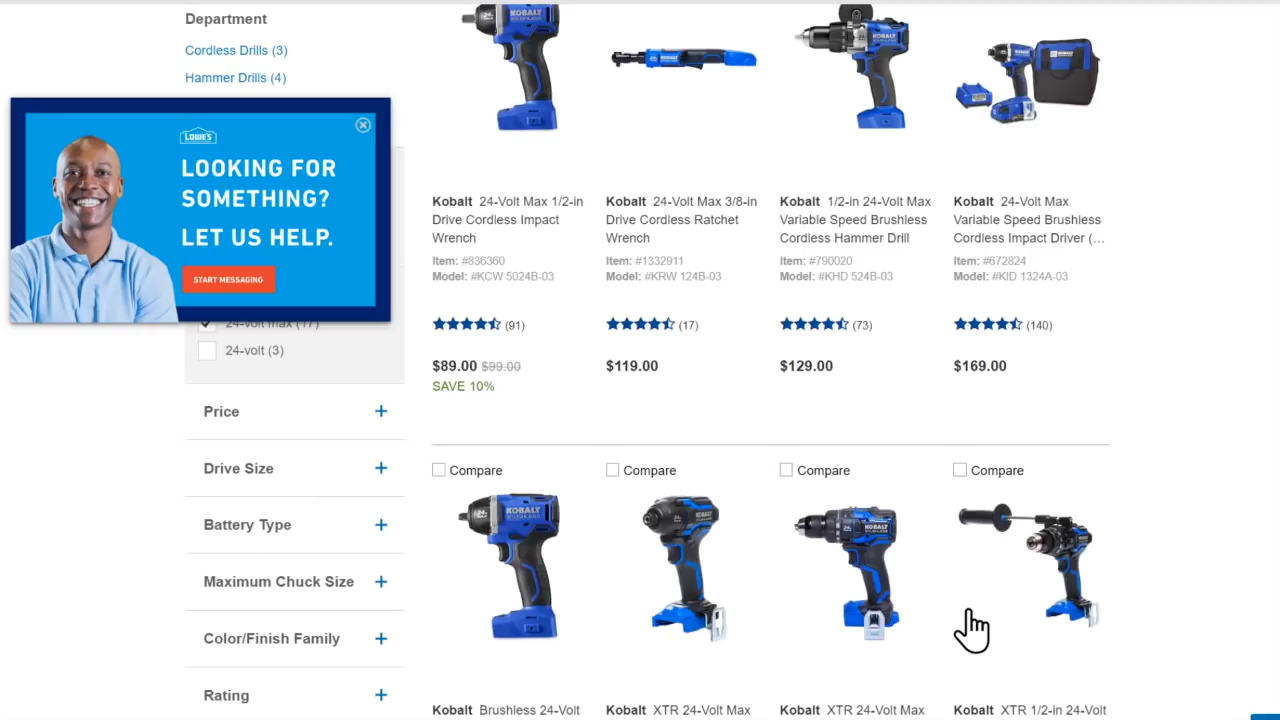 Department
Cordless Drills (3)
Hammer Drills (4)
LOWE'S
LOOKING FOR
SOMETHING?
LET US HELP.
START MESSAGING
24-volt max (17)
24-volt (3)
Price
Drive Size
Battery Type
Maximum Chuck Size
Color/Finish Family
Rating
KOBALT
Kobalt 24-Volt Max 1/2-in
Drive Cordless Impact
Wrench
Item: #836360
Model: #KCW 5024B-03
(91)
$89.00 $99.00
SAVE 10%
Kobalt 24-Volt Max 3/8-in
Drive Cordless Ratchet
Wrench
Item: #1332911
Model: #KRW 124B-03
(17)
$119.00
KOBALT
Kobalt 1/2-in 24-Volt Max
Variable Speed Brushless
Cordless Hammer Drill
Item: #790020
Model: #KHD 524B-03
(73)
$129.00
Kobalt 24-Volt Max
Variable Speed Brushless
Cordless Impact Driver (…
Item: #672824
Model: #KID 1324A-03
(140)
$169.00
Compare
KOBALT
Kobalt Brushless 24-Volt
Compare
KOBALT
Kobalt XTR 24-Volt Max
Compare
KOBALT
Kobalt XTR 24-Volt Max
Compare
Kobalt XTR 1/2-in 24-Volt